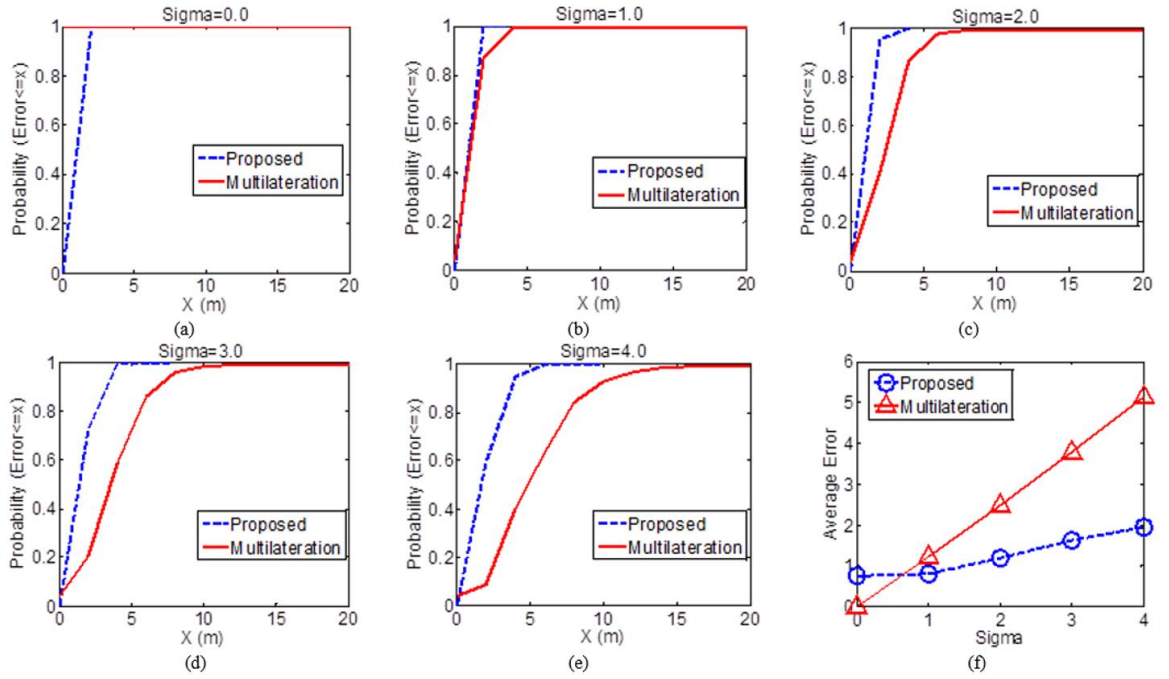 Sigma=0.0
1
0.8
0.6
0.4
0.2
0
Probability (Error<=x)
Proposed
Multilateration
0 5 10 15 20
X (m)
(a)
Sigma=1.0
1
0.8
0.6
0.4
0.2
0
Probability (Error<=x)
Proposed
Multilateration
0 5 10 15 20
X (m)
(b)
Sigma=2.0
1
0.8
0.6
0.4
0.2
0
Probability (Error<=x)
Proposed
Multilateration
0 5 10 15 20
X (m)
(c)
Sigma=3.0
1
0.8
0.6
0.4
0.2
0
Probability (Error<=x)
Proposed
Multilateration
0 5 10 15 20
X (m)
(d)
Sigma=4.0
1
0.8
0.6
0.4
0.2
0
Probability (Error<=x)
Proposed
Multilateration
0 5 10 15 20
X (m)
(e)
6
5
4
3
2
1
0
Average Error
Proposed
Multilateration
0 1 2 3 4
Sigma
(f)